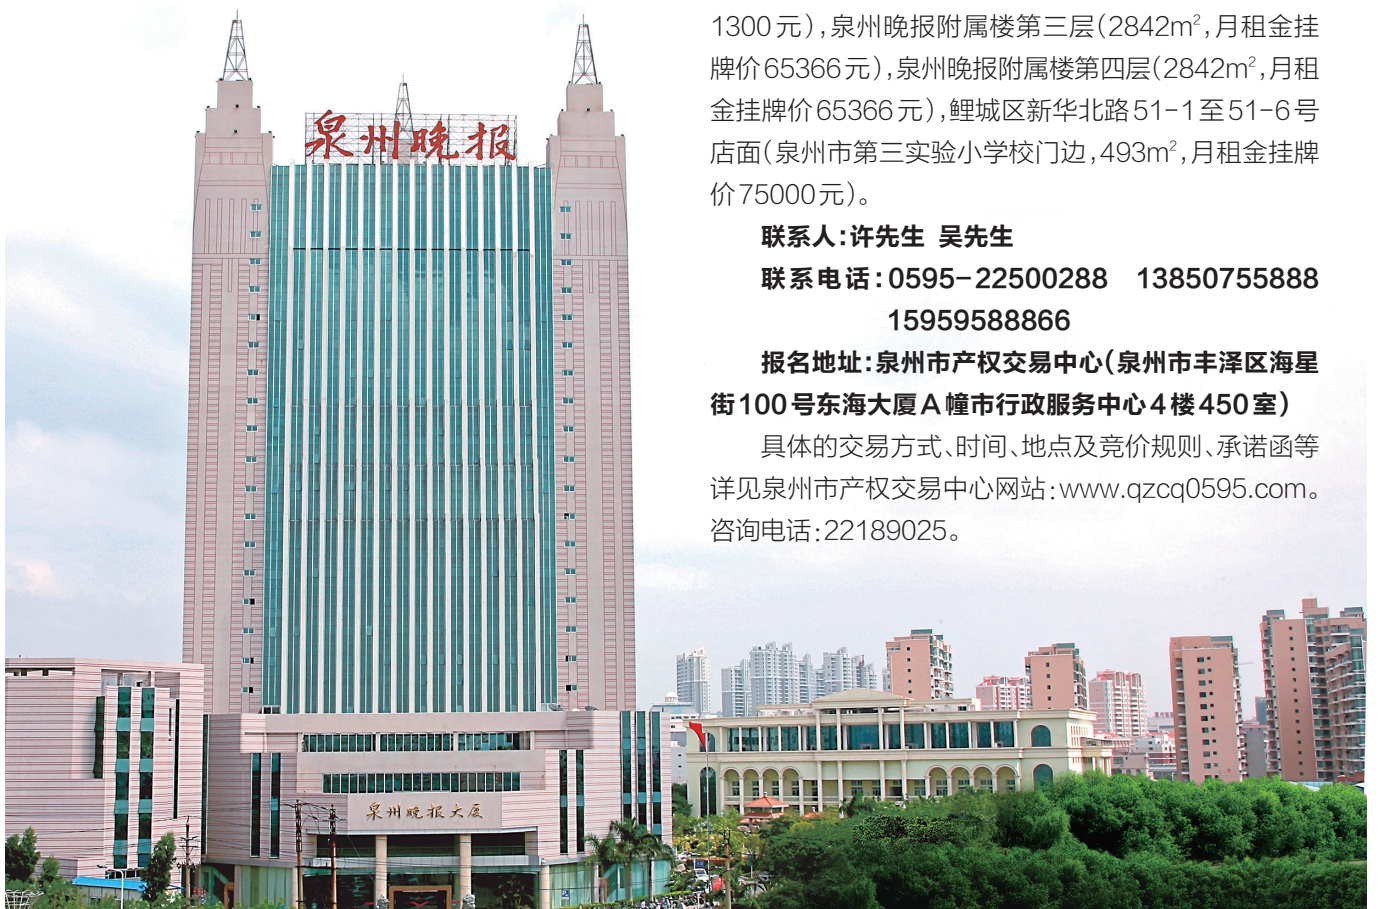 1300元），泉州晚报附属楼第三层（2842m²，月租金挂
牌价65366元），泉州晚报附属楼第四层（2842m²，月租
金挂牌价65366元），鲤城区新华北路51-1至51-6号
店面（泉州市第三实验小学校门边，493m²，月租金挂牌
价75000元）。
联系人：许先生 吴先生
联系电话：0595-22500288 13850755888
15959588866
报名地址：泉州市产权交易中心（泉州市丰泽区海星
街100号东海大厦A幢市行政服务中心4楼450室）
具体的交易方式、时间、地点及竞价规则、承诺函等
详见泉州市产权交易中心网站：www.qzcq0595.com。
咨询电话：22189025。
泉州晚报
泉州晚报大厦